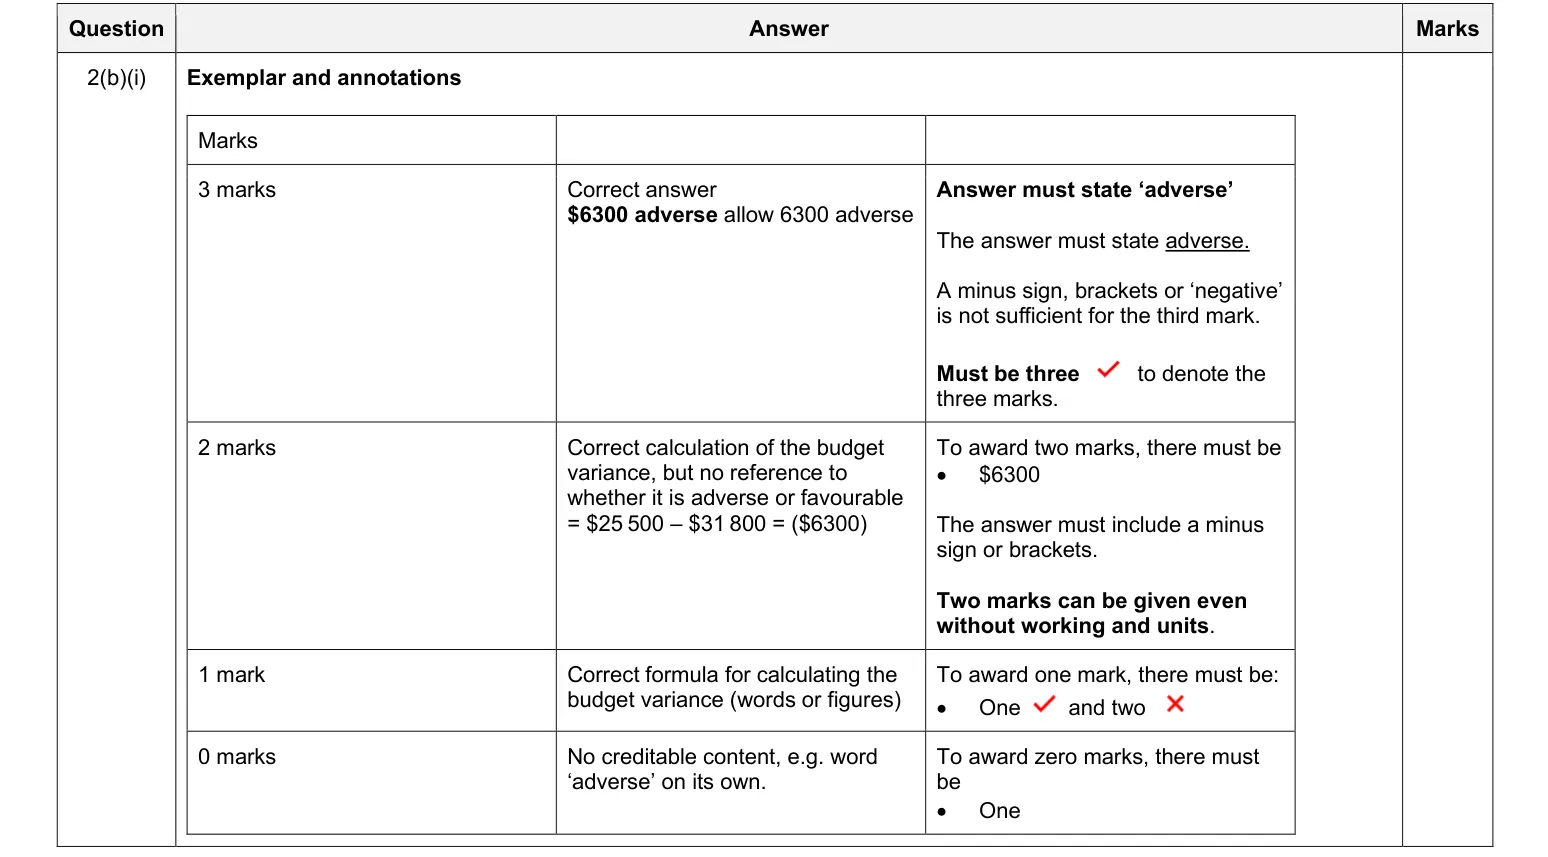 Question Answer Marks
2(b)(i) Exemplar and annotations
Marks
3 marks
Correct answer
$6300 adverse allow 6300 adverse
Answer must state ‘adverse’
The answer must state adverse.
A minus sign, brackets or ‘negative’
is not sufficient for the third mark.
Must be three ✓ to denote the
three marks.
2 marks
Correct calculation of the budget
variance, but no reference to
whether it is adverse or favourable
= $25 500 – $31 800 = ($6300)
To award two marks, there must be
• $6300
The answer must include a minus
sign or brackets.
Two marks can be given even
without working and units.
1 mark
Correct formula for calculating the
budget variance (words or figures)
To award one mark, there must be:
• One ✓ and two ✗
0 marks
No creditable content, e.g. word
‘adverse’ on its own.
To award zero marks, there must
be
• One